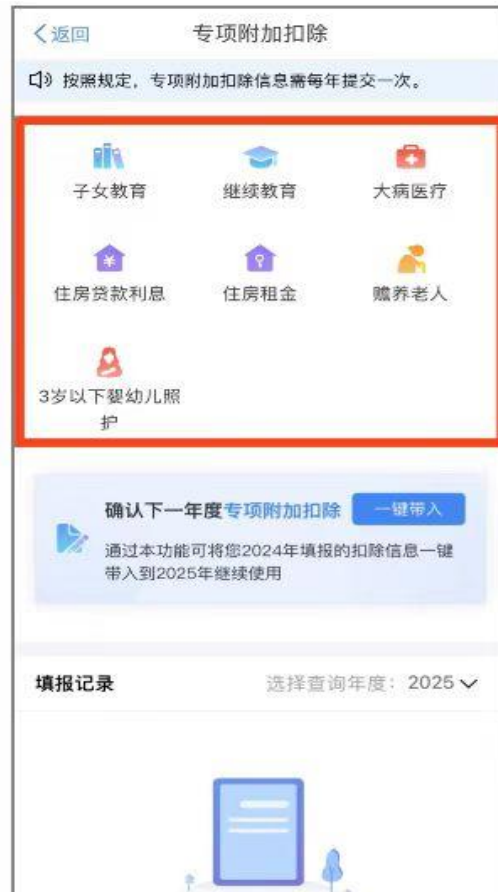 返回
专项附加扣除
按照规定，专项附加扣除信息需每年提交一次。
子女教育
继续教育
大病医疗
住房贷款利息
住房租金
赡养老人
3岁以下婴幼儿照
护
确认下一年度专项附加扣除
一键带入
通过本功能可将您2024年填报的扣除信息一键
带入到2025年继续使用
填报记录
选择查询年度：2025